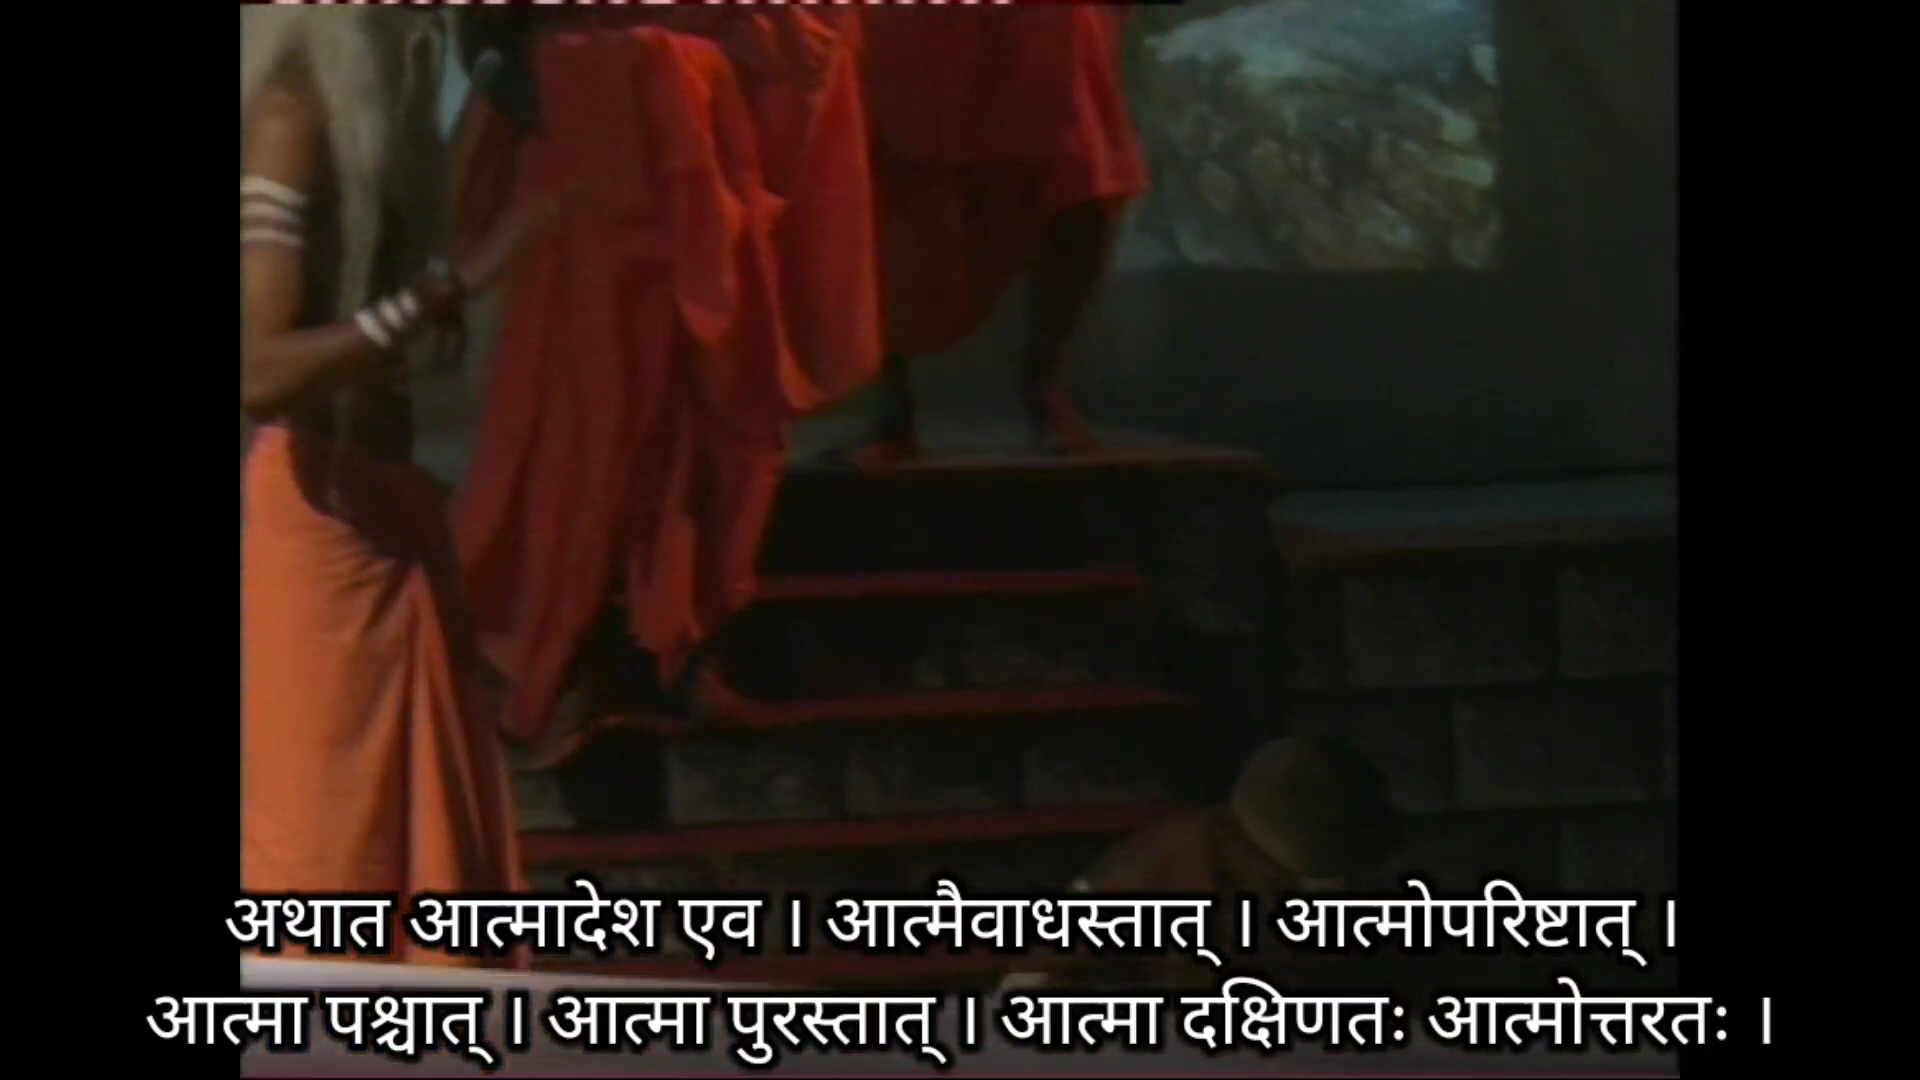 अथात आत्मादेश एव । आत्मैवाधस्तात् । आत्मोपरिष्टात् ।
आत्मा पश्चात् । आत्मा पुरस्तात् । आत्मा दक्षिणतः आत्मोत्तरतः ।